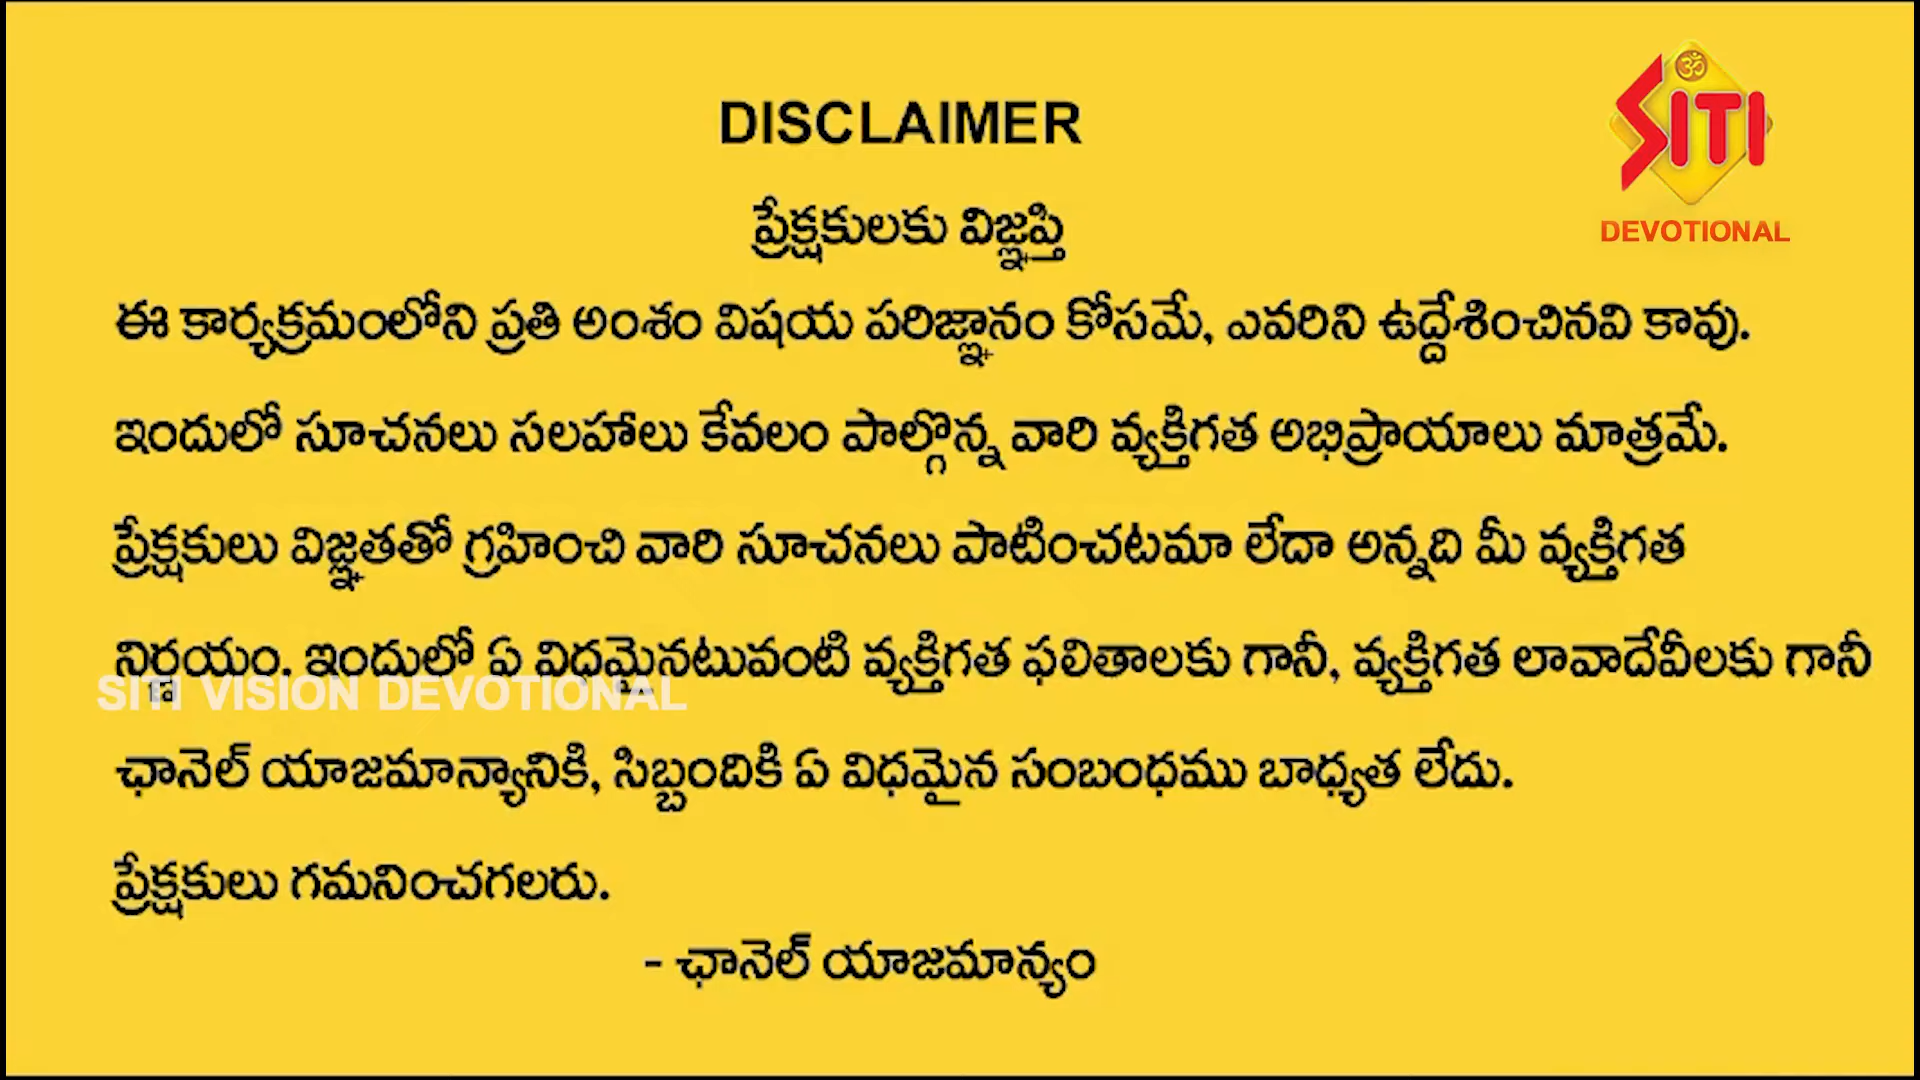 SITI
DEVOTIONAL
DISCLAIMER
ప్రేక్షకులకు విజ్ఞప్తి
ఈ కార్యక్రమంలోని ప్రతి అంశం విషయ పరిజ్ఞానం కోసమే, ఎవరిని ఉద్దేశించినవి కావు.
ఇందులో సూచనలు సలహాలు కేవలం పాల్గొన్న వారి వ్యక్తిగత అభిప్రాయాలు మాత్రమే.
ప్రేక్షకులు విజ్ఞతతో గ్రహించి వారి సూచనలు పాటించటమా లేదా అన్నది మీ వ్యక్తిగత
నిర్ణయం. ఇందులో ఏ విధమైనటువంటి వ్యక్తిగత ఫలితాలకు గానీ, వ్యక్తిగత లావాదేవీలకు గానీ
SITI VISION DEVOTIONAL
ఛానెల్ యాజమాన్యానికి, సిబ్బందికి ఏ విధమైన సంబంధము బాధ్యత లేదు.
ప్రేక్షకులు గమనించగలరు.
- ఛానెల్ యాజమాన్యం